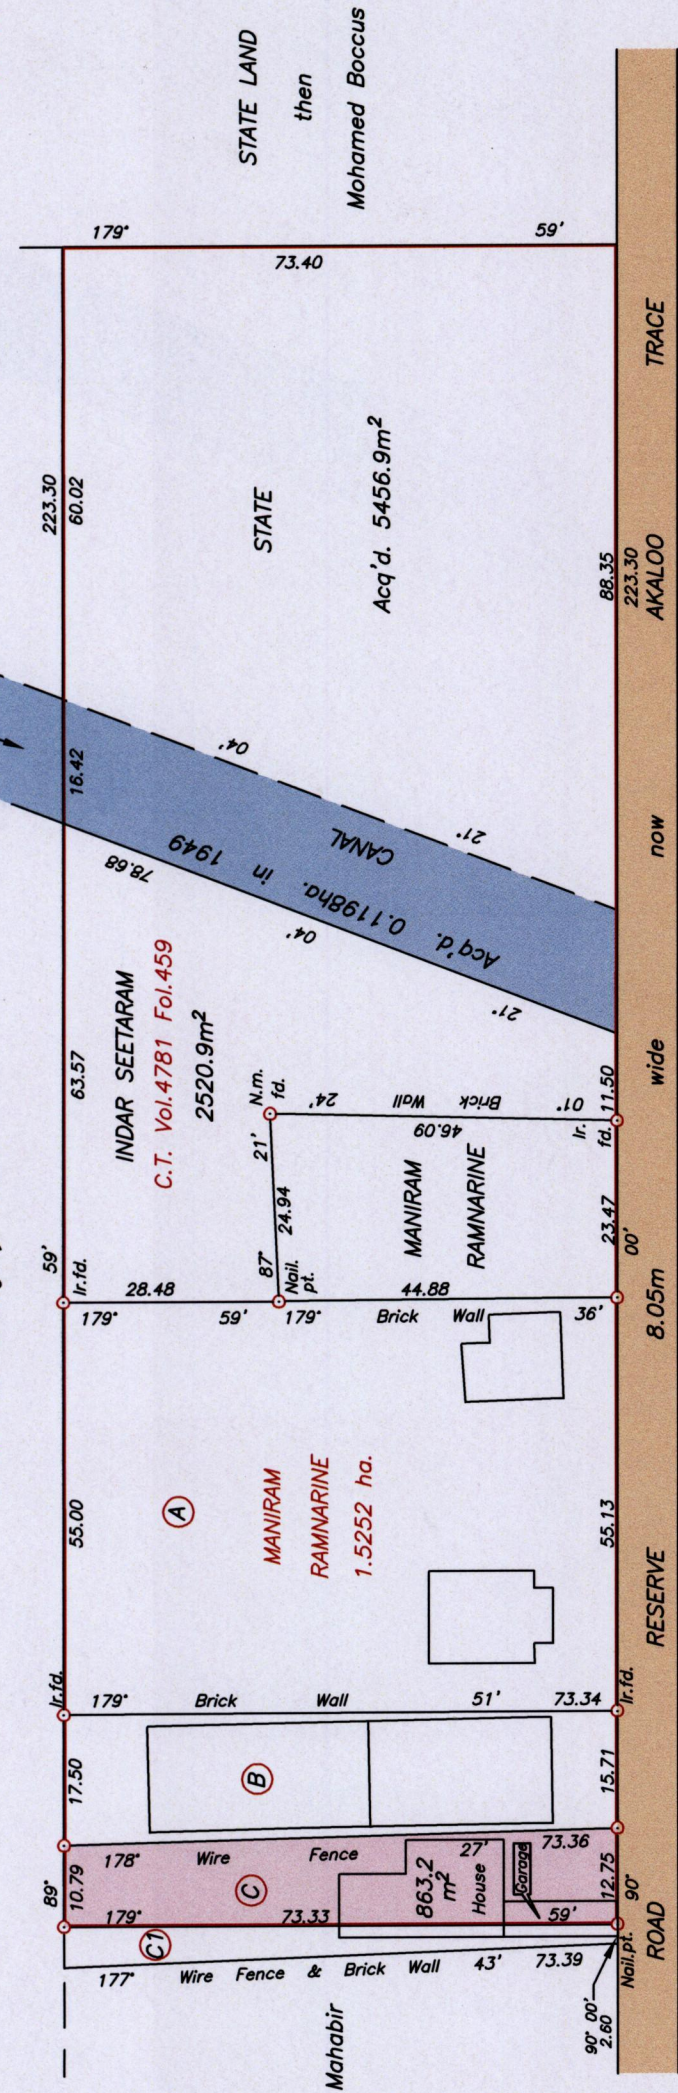 STATE LAND
then
Mohamed Boccus
179° 59'
73.40
223.30
60.02
STATE
Acq'd. 5456.9m²
88.35
223.30
16.42
04'
21'
CANAL
Acq'd. 0.1198ha. in 1949
78.68
04'
21'
63.57
INDAR SEETARAM
C.T. Vol.4781 Fol.459
2520.9m²
11.50
N.m.
fd.
24'
Brick Wall
01'
46.09
Ir.
fd.
21'
24.94
87°
Nail.
pt.
MANIRAM
RAMNARINE
23.47
00'
59'
Ir.fd.
28.48
179° 59'
44.88
179° Brick Wall 36'
55.00
A
MANIRAM
RAMNARINE
1.5252 ha.
55.13
Ir.fd.
179° Brick Wall 51' 73.34
Ir.fd.
17.50
B
15.71
178° Wire Fence 27' 73.36
89°
10.79
C
863.2
m²
House
Garage
12.75
90°
179° 73.33 59'
C1
177° Wire Fence & Brick Wall 43' 73.39
Nail.pt.
90° 00'
2.60
Mahabir
ROAD RESERVE 8.05m wide now AKALOO TRACE